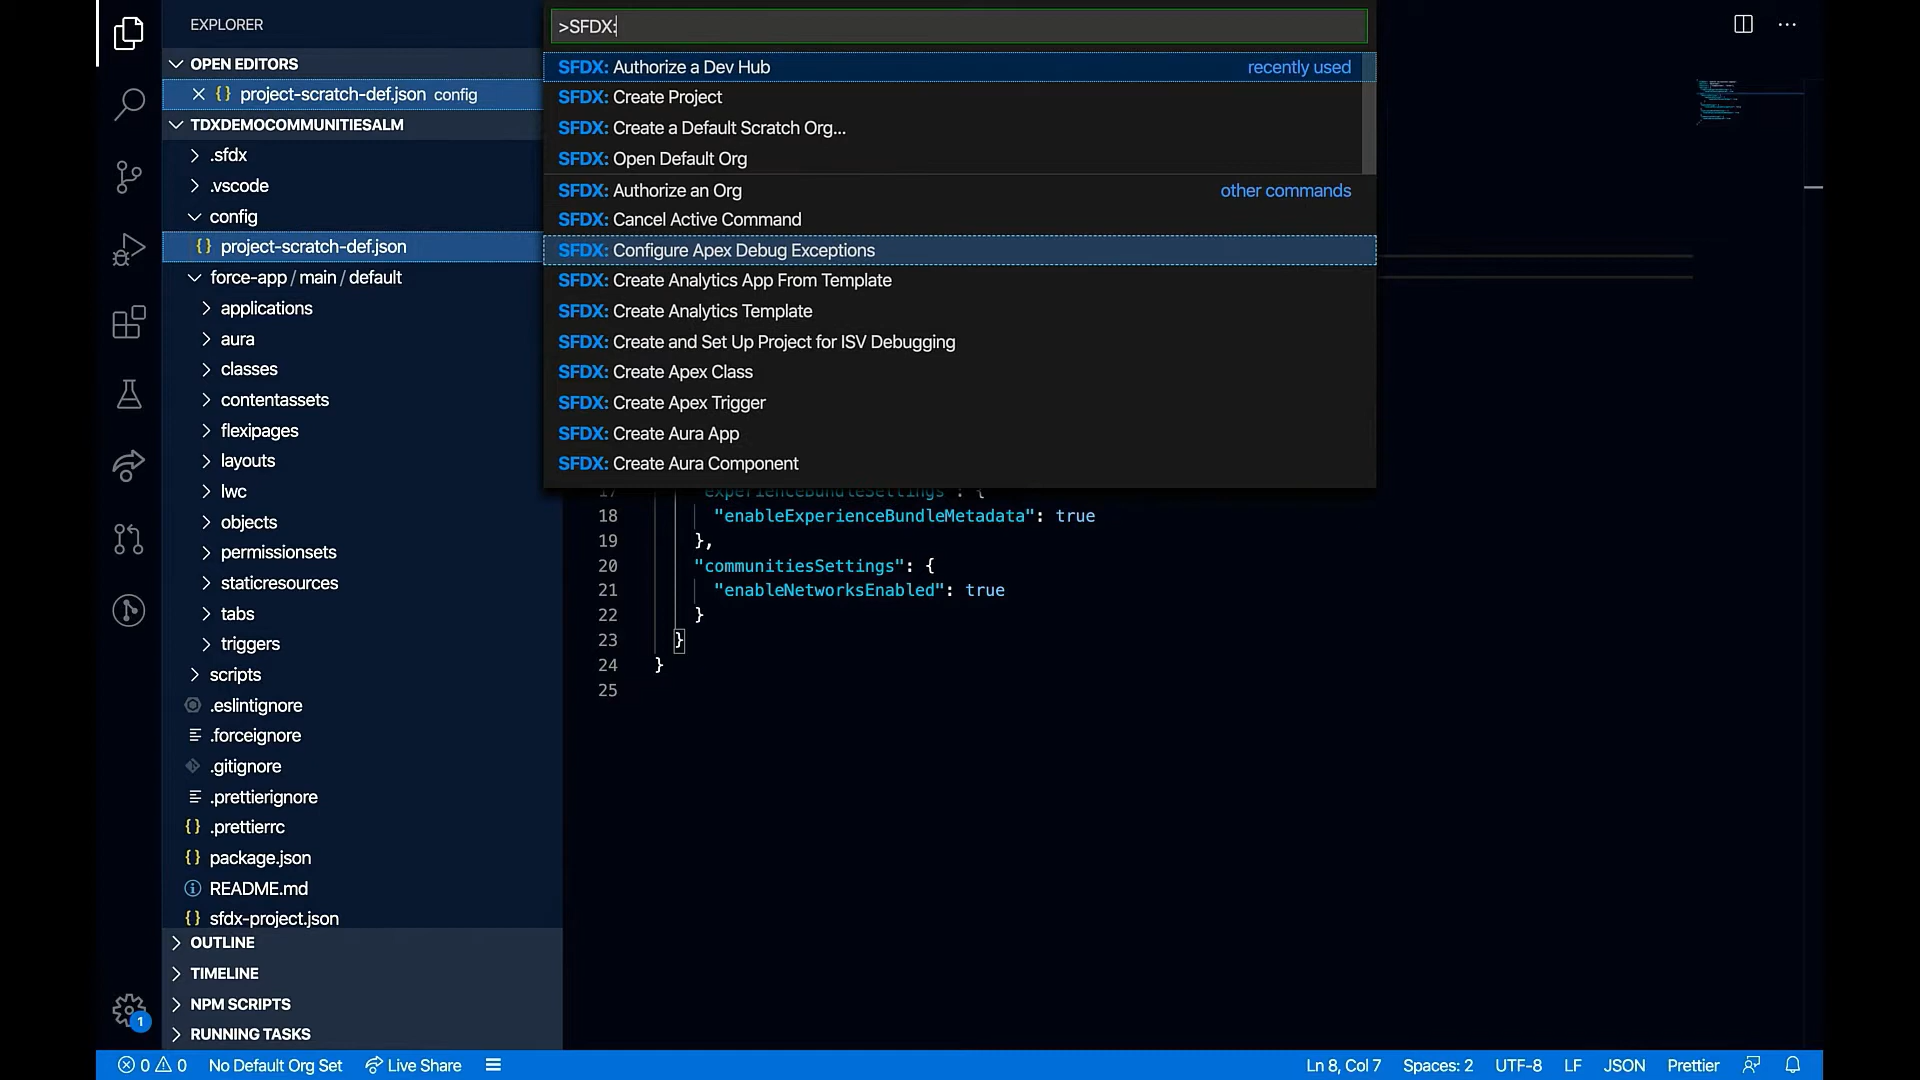 EXPLORER
OPEN EDITORS
project-scratch-def.json config
TDXDEMOCOMMUNITIESALM
.sfdx
.vscode
config
project-scratch-def.json
force-app / main / default
applications
aura
classes
contentassets
flexipages
layouts
lwc
objects
permissionsets
staticresources
tabs
triggers
scripts
.eslintignore
.forceignore
.gitignore
.prettierignore
.prettierrc
package.json
README.md
sfdx-project.json
OUTLINE
TIMELINE
NPM SCRIPTS
RUNNING TASKS
1
>SFDX:
SFDX: Authorize a Dev Hub recently used
SFDX: Create Project
SFDX: Create a Default Scratch Org...
SFDX: Open Default Org
SFDX: Authorize an Org other commands
SFDX: Cancel Active Command
SFDX: Configure Apex Debug Exceptions
SFDX: Create Analytics App From Template
SFDX: Create Analytics Template
SFDX: Create and Set Up Project for ISV Debugging
SFDX: Create Apex Class
SFDX: Create Apex Trigger
SFDX: Create Aura App
SFDX: Create Aura Component
17 "experienceBundleSettings": {
18 "enableExperienceBundleMetadata": true
19 },
20 "communitiesSettings": {
21 "enableNetworksEnabled": true
22 }
23 }
24 }
25
0 0 No Default Org Set Live Share Ln 8, Col 7 Spaces: 2 UTF-8 LF JSON Prettier